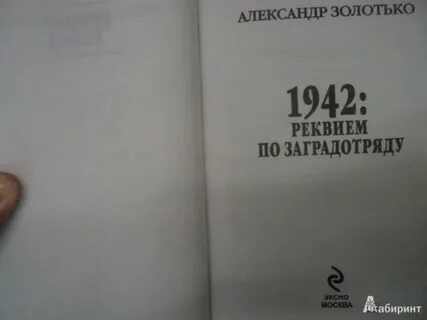 АЛЕКСАНДР ЗОЛОТЬКО
1942:
РЕКВИЕМ
ПО ЗАГРАДОТРЯДУ
ЭКСМО
МОСКВА
Лабиринт